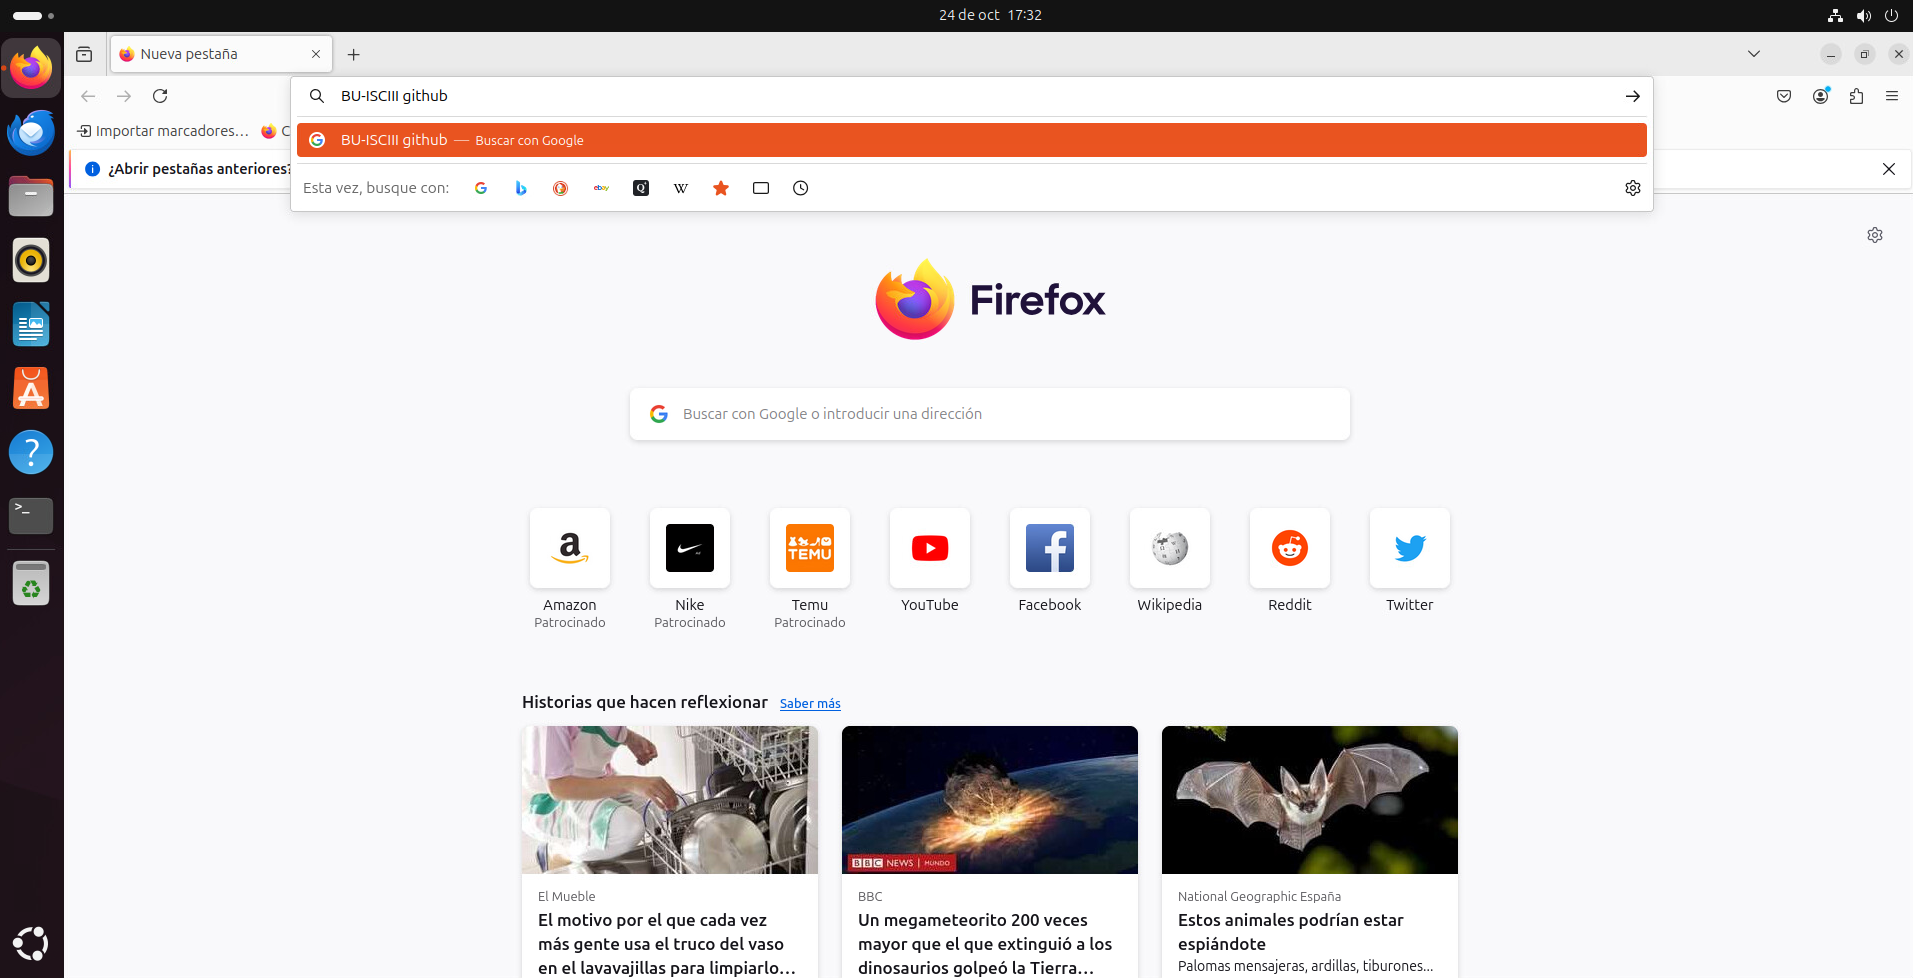 24 de oct 17:32
Nueva pestaña
BU-ISCIII github
Importar marcadores…
C
BU-ISCIII github — Buscar con Google
¿Abrir pestañas anteriores?
Esta vez, busque con:
ebay
Firefox
Buscar con Google o introducir una dirección
TEMU
Amazon
Patrocinado
Nike
Patrocinado
Temu
Patrocinado
YouTube
Facebook
Wikipedia
Reddit
Twitter
Historias que hacen reflexionar Saber más
BBC NEWS | MUNDO
El Mueble
El motivo por el que cada vez
más gente usa el truco del vaso
en el lavavajillas para limpiarlo…
BBC
Un megameteorito 200 veces
mayor que el que extinguió a los
dinosaurios golpeó la Tierra…
National Geographic España
Estos animales podrían estar
espiándote
Palomas mensajeras, ardillas, tiburones…